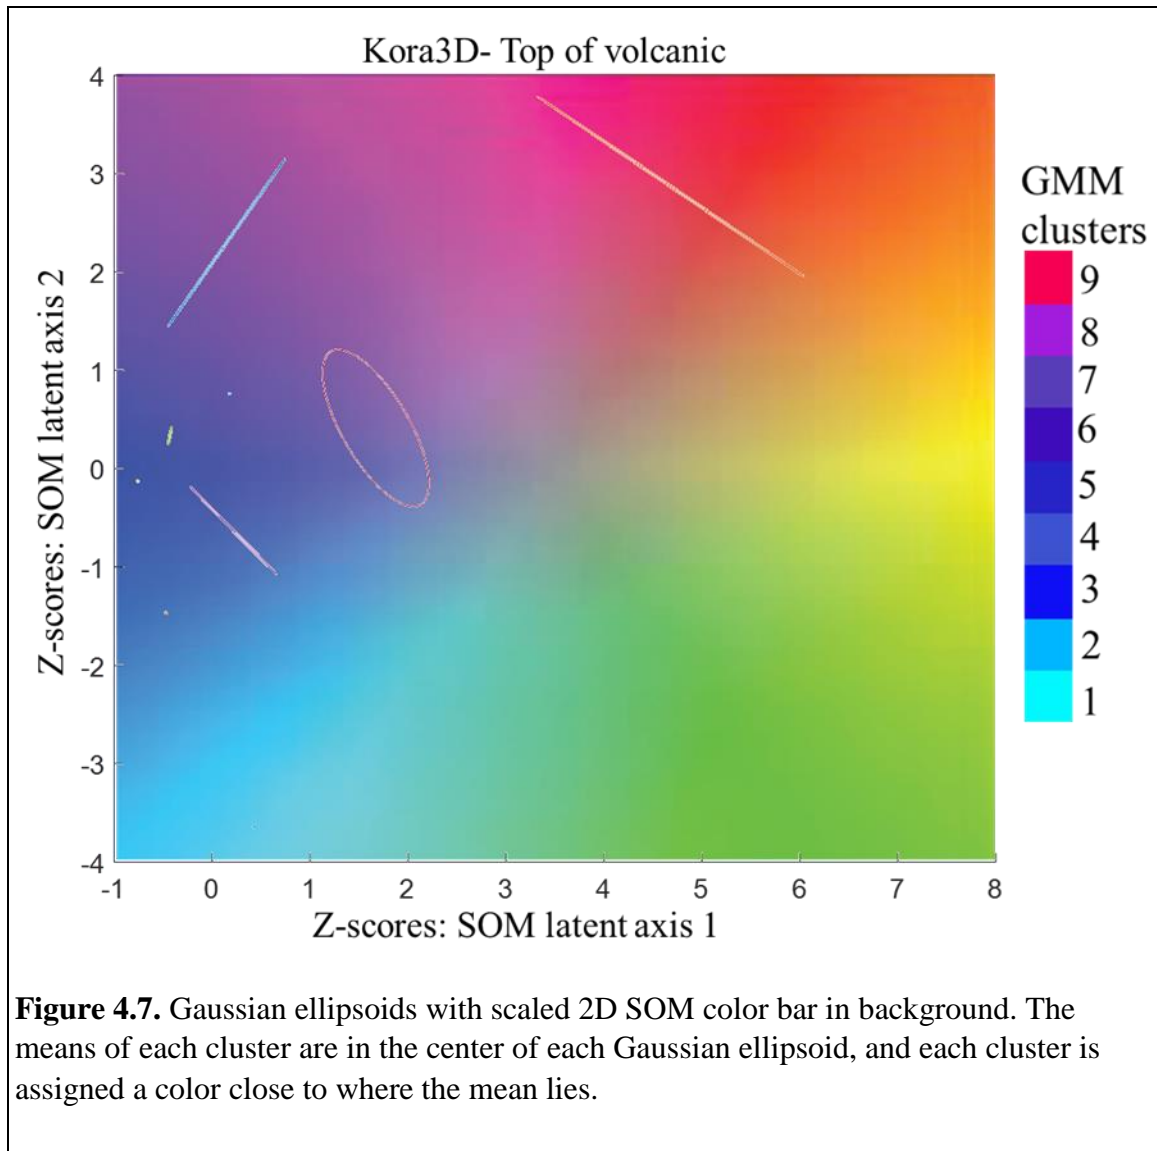 Kora3D- Top of volcanic
4
3
2
1
0
-1
-2
-3
-4
Z-scores: SOM latent axis 2
-1 0 1 2 3 4 5 6 7 8
Z-scores: SOM latent axis 1
GMM
clusters
9
8
7
6
5
4
3
2
1
Figure 4.7. Gaussian ellipsoids with scaled 2D SOM color bar in background. The
means of each cluster are in the center of each Gaussian ellipsoid, and each cluster is
assigned a color close to where the mean lies.